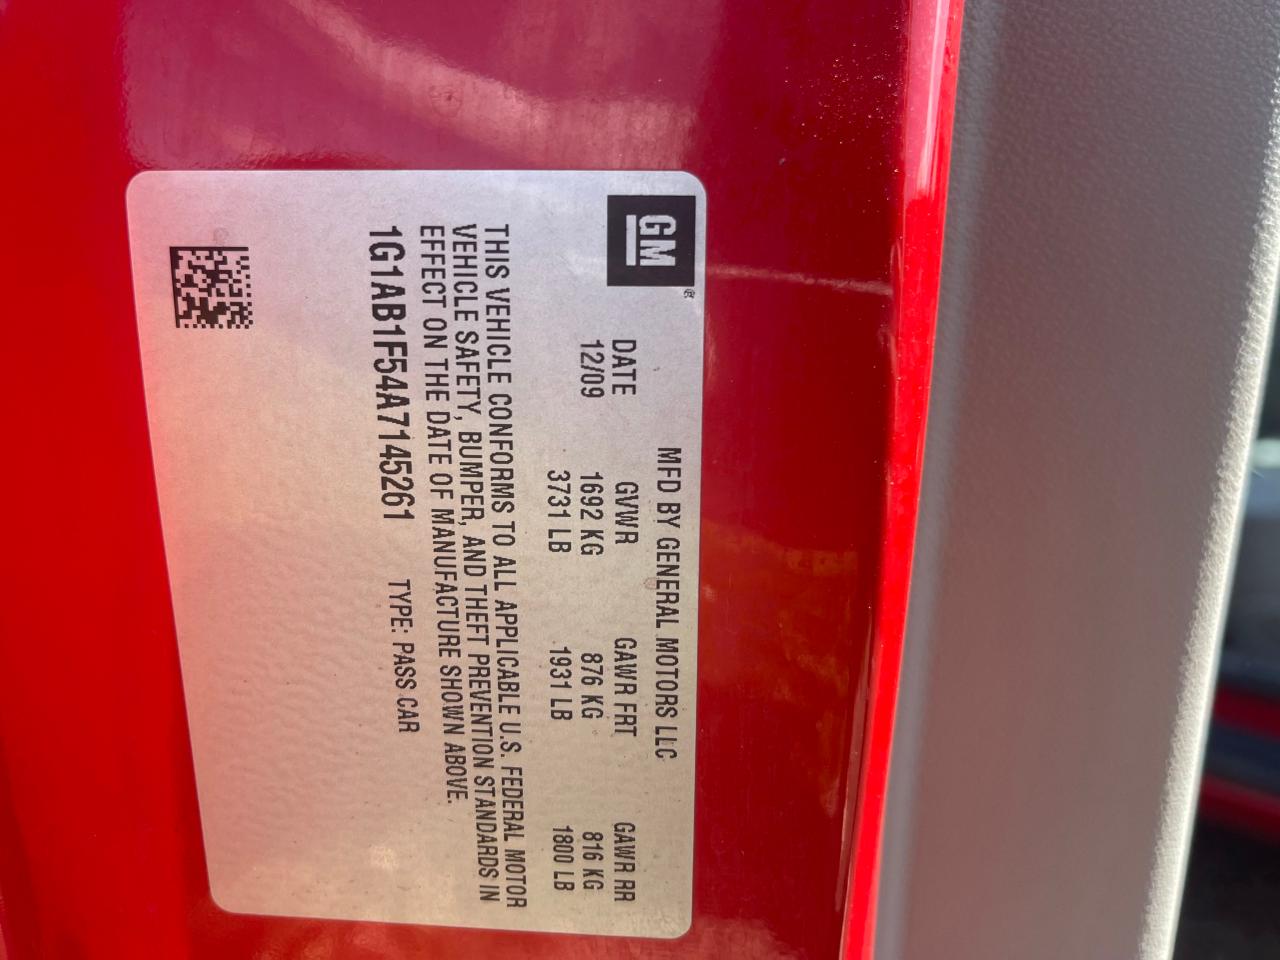 GM®
MFD BY GENERAL MOTORS LLC
DATE GVWR GAWR FRT GAWR RR
12/09 1692 KG 876 KG 816 KG
3731 LB 1931 LB 1800 LB
THIS VEHICLE CONFORMS TO ALL APPLICABLE U.S. FEDERAL MOTOR
VEHICLE SAFETY, BUMPER, AND THEFT PREVENTION STANDARDS IN
EFFECT ON THE DATE OF MANUFACTURE SHOWN ABOVE.
1G1AB1F54A7145261 TYPE: PASS CAR